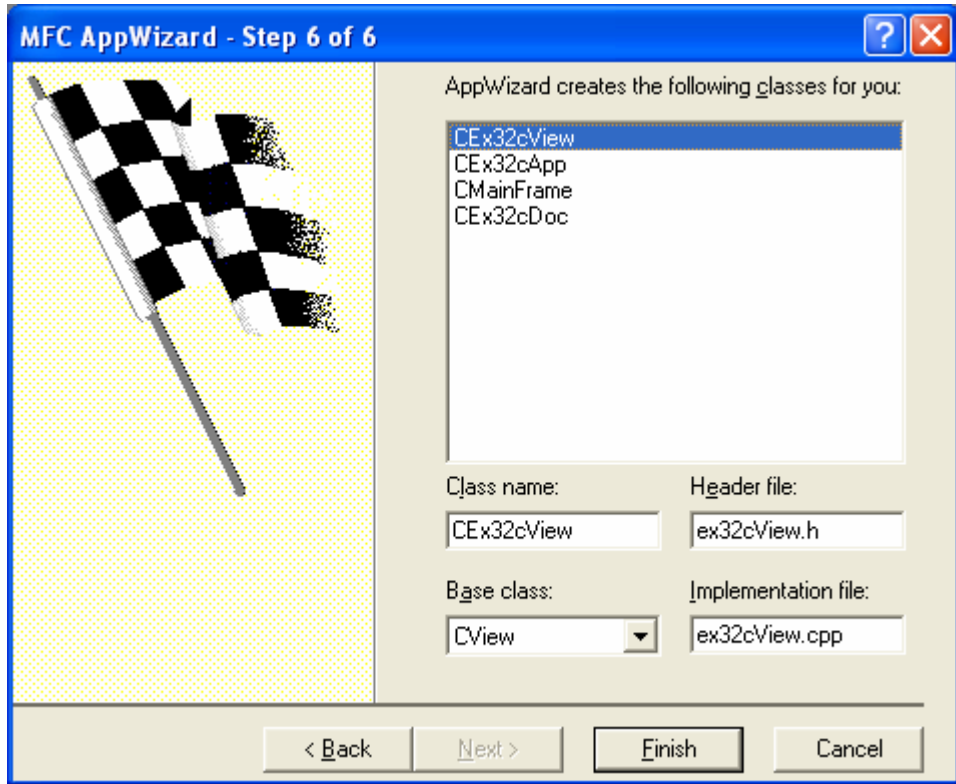 MFC AppWizard - Step 6 of 6
AppWizard creates the following classes for you:
CEx32cView
CEx32cApp
CMainFrame
CEx32cDoc
Class name:
Header file:
CEx32cView
ex32cView.h
Base class:
Implementation file:
CView
ex32cView.cpp
< Back
Next >
Finish
Cancel